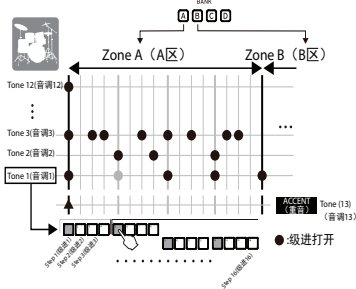 BANK
A B C D
Zone A（A区） Zone B（B区）
Tone 12(音调12)
Tone 3(音调3)
...
Tone 2(音调2)
Tone 1(音调1)
ACCENT
（重音）
Tone (13)
(音调13)
●:级进打开
Step 1(级进1)
Step 2(级进2)
Step 3(级进3)
Step 16(级进16)